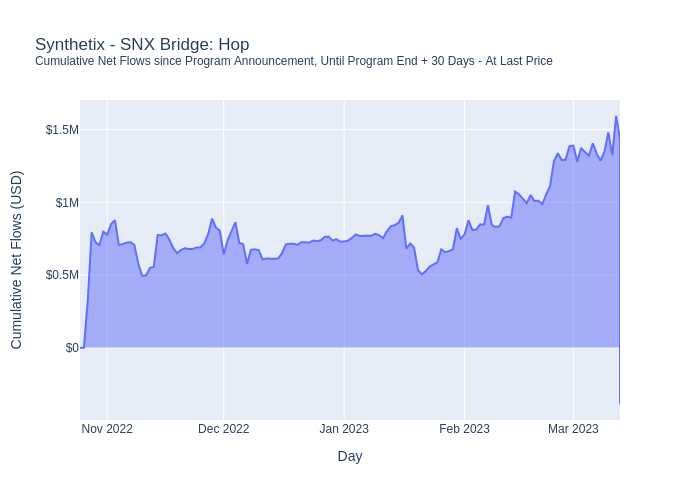 Synthetix - SNX Bridge: Hop
Cumulative Net Flows since Program Announcement, Until Program End + 30 Days - At Last Price
Cumulative Net Flows (USD)
$1.5M
$1M
$0.5M
$0
Nov 2022
Dec 2022
Jan 2023
Feb 2023
Mar 2023
Day